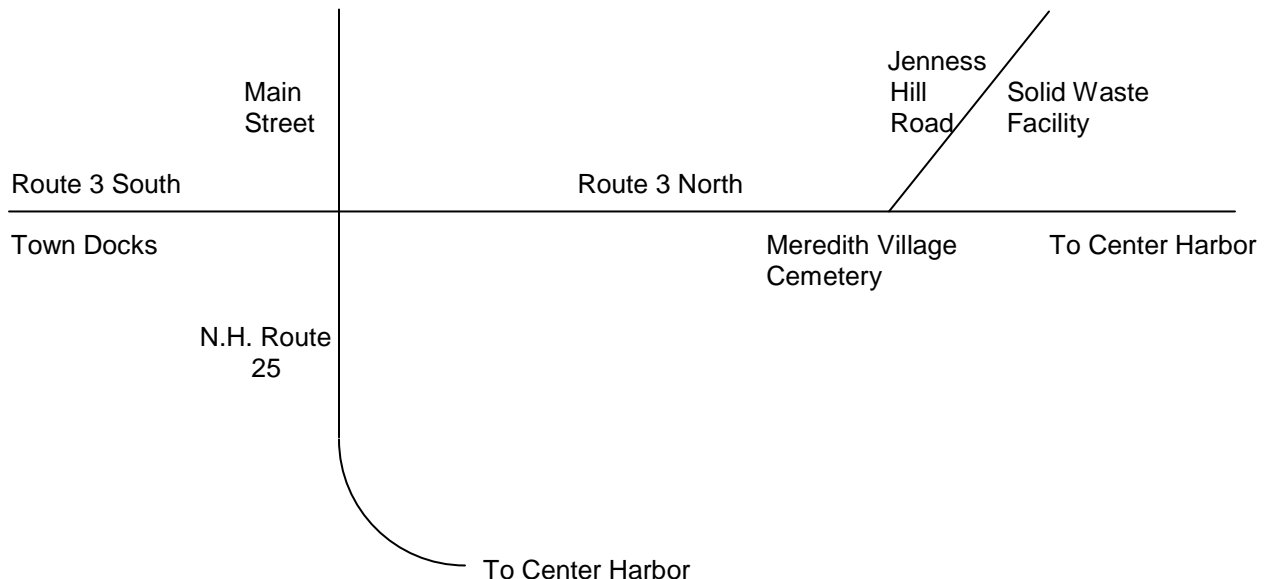 Main
Street
Jenness
Hill
Road
Solid Waste
Facility
Route 3 South
Route 3 North
Town Docks
Meredith Village
Cemetery
To Center Harbor
N.H. Route
25
To Center Harbor